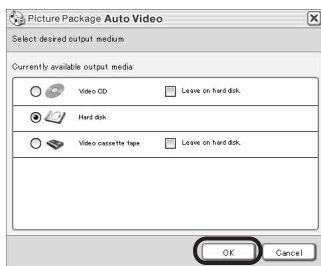 Picture Package Auto Video
Select desired output medium
Currently available output media:
Video CD Leave on hard disk.
Hard disk
Video cassette tape Leave on hard disk.
OK Cancel